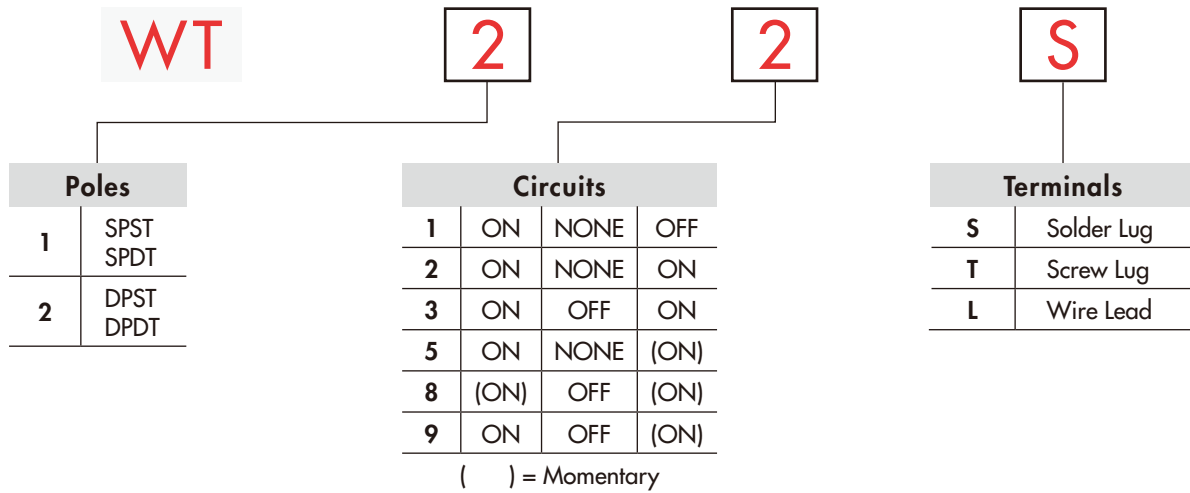 WT 2 2 S
Poles
1 SPST
SPDT
2 DPST
DPDT
Circuits
1 ON NONE OFF
2 ON NONE ON
3 ON OFF ON
5 ON NONE (ON)
8 (ON) OFF (ON)
9 ON OFF (ON)
( ) = Momentary
Terminals
S Solder Lug
T Screw Lug
L Wire Lead